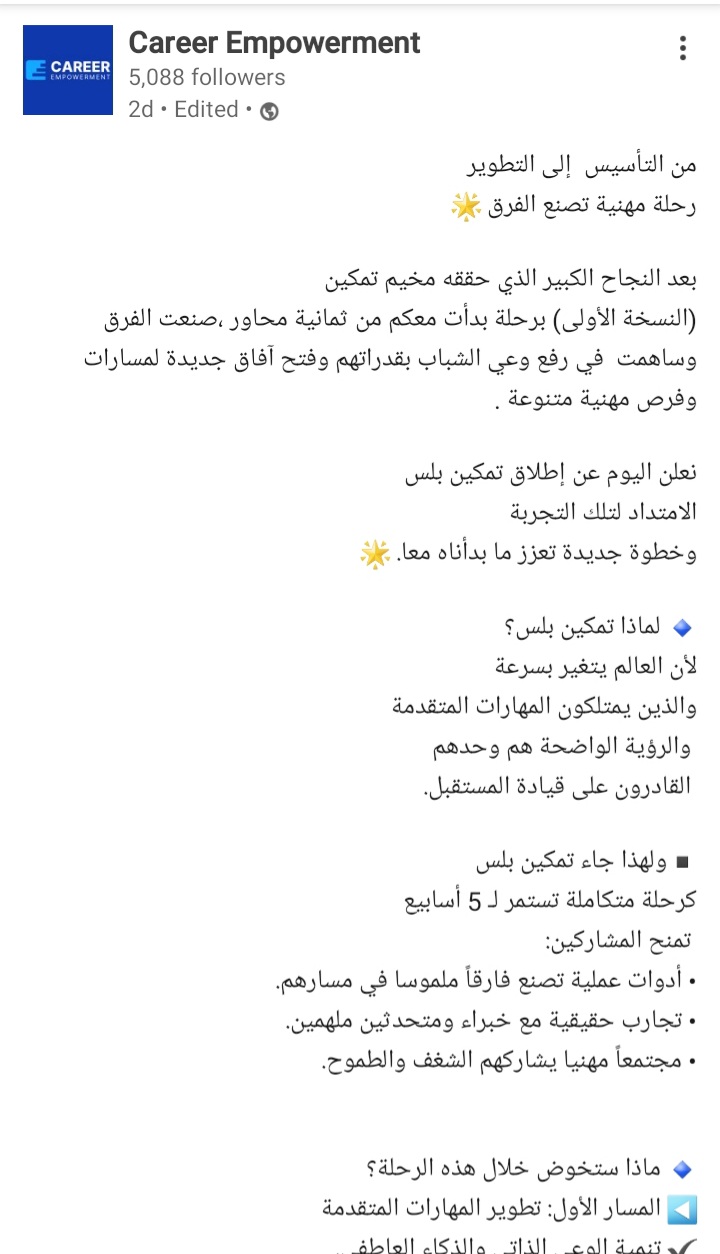 CAREER
EMPOWERMENT
Career Empowerment
5,088 followers
2d • Edited •
من التأسيس إلى التطوير
رحلة مهنية تصنع الفرق 🌟
بعد النجاح الكبير الذي حققه مخيم تمكين
(النسخة الأولى) برحلة بدأت معكم من ثمانية محاور ،صنعت الفرق
وساهمت في رفع وعي الشباب بقدراتهم وفتح آفاق جديدة لمسارات
وفرص مهنية متنوعة .
نعلن اليوم عن إطلاق تمكين بلس
الامتداد لتلك التجربة
وخطوة جديدة تعزز ما بدأناه معا. 🌟
🔹 لماذا تمكين بلس؟
لأن العالم يتغير بسرعة
والذين يمتلكون المهارات المتقدمة
والرؤية الواضحة هم وحدهم
القادرون على قيادة المستقبل.
▪ ولهذا جاء تمكين بلس
كرحلة متكاملة تستمر لـ 5 أسابيع
تمنح المشاركين:
• أدوات عملية تصنع فارقاً ملموسا في مسارهم.
• تجارب حقيقية مع خبراء ومتحدثين ملهمين.
• مجتمعاً مهنيا يشاركهم الشغف والطموح.
🔹 ماذا ستخوض خلال هذه الرحلة؟
◀ المسار الأول: تطوير المهارات المتقدمة
✔ تنمية الوعي الذاتي والذكاء العاطفي.